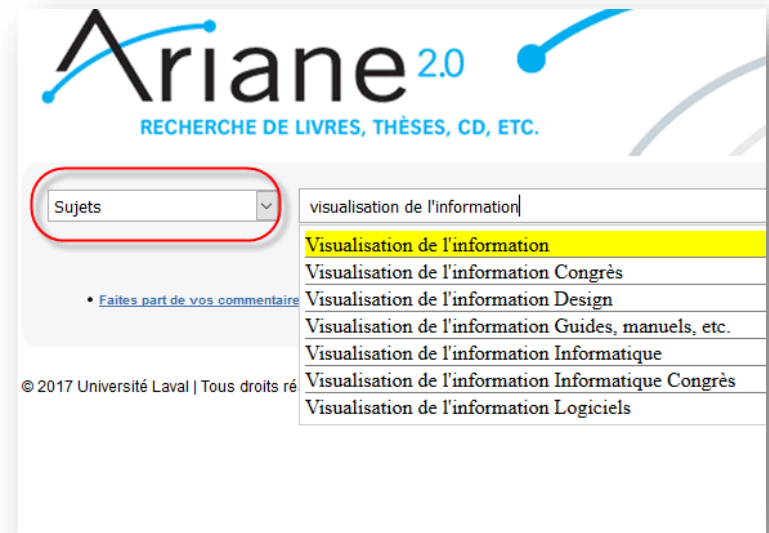 Ariane 2.0
RECHERCHE DE LIVRES, THÈSES, CD, ETC.
Sujets
visualisation de l'information
Visualisation de l'information
Visualisation de l'information Congrès
Visualisation de l'information Design
Visualisation de l'information Guides, manuels, etc.
Visualisation de l'information Informatique
Visualisation de l'information Informatique Congrès
Visualisation de l'information Logiciels
• Faites part de vos commentaire
© 2017 Université Laval | Tous droits ré